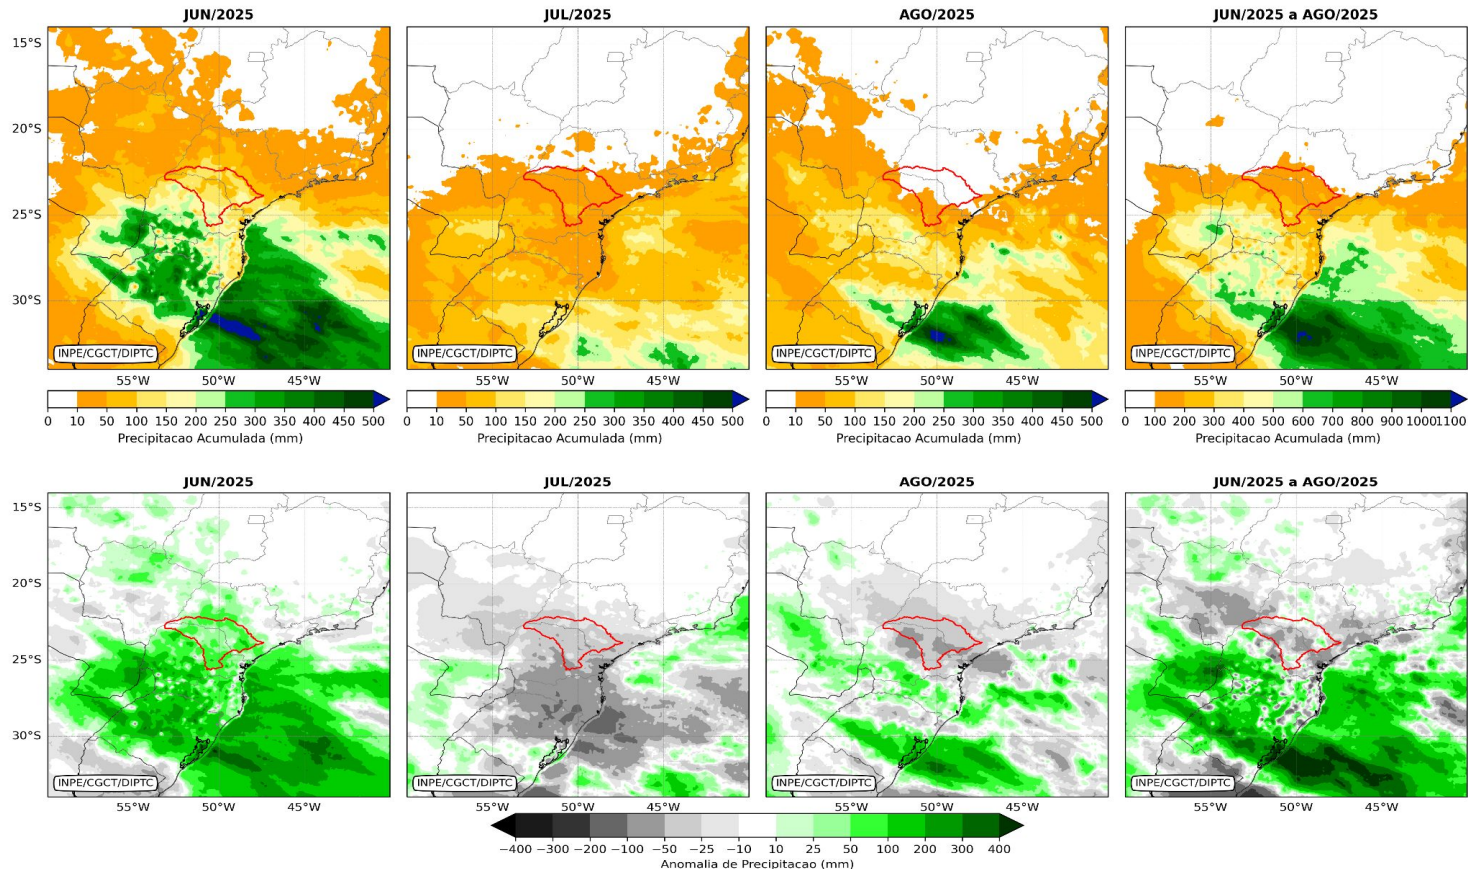 JUN/2025 JUL/2025 AGO/2025 JUN/2025 a AGO/2025
15°S
20°S
25°S
30°S
INPE/CGCT/DIPTC INPE/CGCT/DIPTC INPE/CGCT/DIPTC INPE/CGCT/DIPTC
55°W 50°W 45°W 55°W 50°W 45°W 55°W 50°W 45°W 55°W 50°W 45°W
0 10 50 100 150 200 250 300 350 400 450 500 0 10 50 100 150 200 250 300 350 400 450 500 0 10 50 100 150 200 250 300 350 400 450 500 0 100 200 300 400 500 600 700 800 900 1000 1100
Precipitacao Acumulada (mm) Precipitacao Acumulada (mm) Precipitacao Acumulada (mm) Precipitacao Acumulada (mm)
JUN/2025 JUL/2025 AGO/2025 JUN/2025 a AGO/2025
15°S
20°S
25°S
30°S
INPE/CGCT/DIPTC INPE/CGCT/DIPTC INPE/CGCT/DIPTC INPE/CGCT/DIPTC
55°W 50°W 45°W 55°W 50°W 45°W 55°W 50°W 45°W 55°W 50°W 45°W
−400 −300 −200 −100 −50 −25 −10 10 25 50 100 200 300 400
Anomalia de Precipitacao (mm)